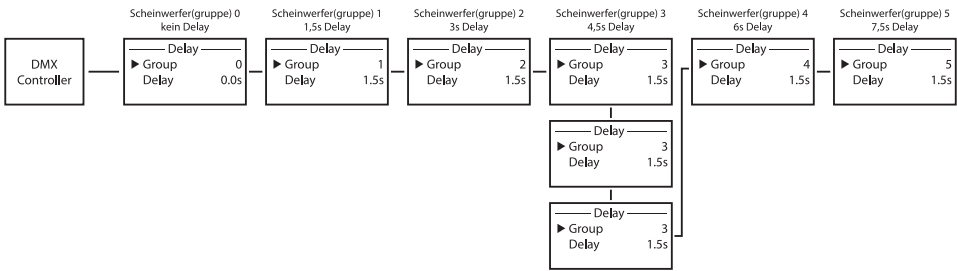 Scheinwerfer(gruppe) 0
kein Delay
Scheinwerfer(gruppe) 1
1,5s Delay
Scheinwerfer(gruppe) 2
3s Delay
Scheinwerfer(gruppe) 3
4,5s Delay
Scheinwerfer(gruppe) 4
6s Delay
Scheinwerfer(gruppe) 5
7,5s Delay
DMX
Controller
Delay
▶ Group 0
Delay 0.0s
Delay
▶ Group 1
Delay 1.5s
Delay
▶ Group 2
Delay 1.5s
Delay
▶ Group 3
Delay 1.5s
Delay
▶ Group 4
Delay 1.5s
Delay
▶ Group 5
Delay 1.5s
Delay
▶ Group 3
Delay 1.5s
Delay
▶ Group 3
Delay 1.5s